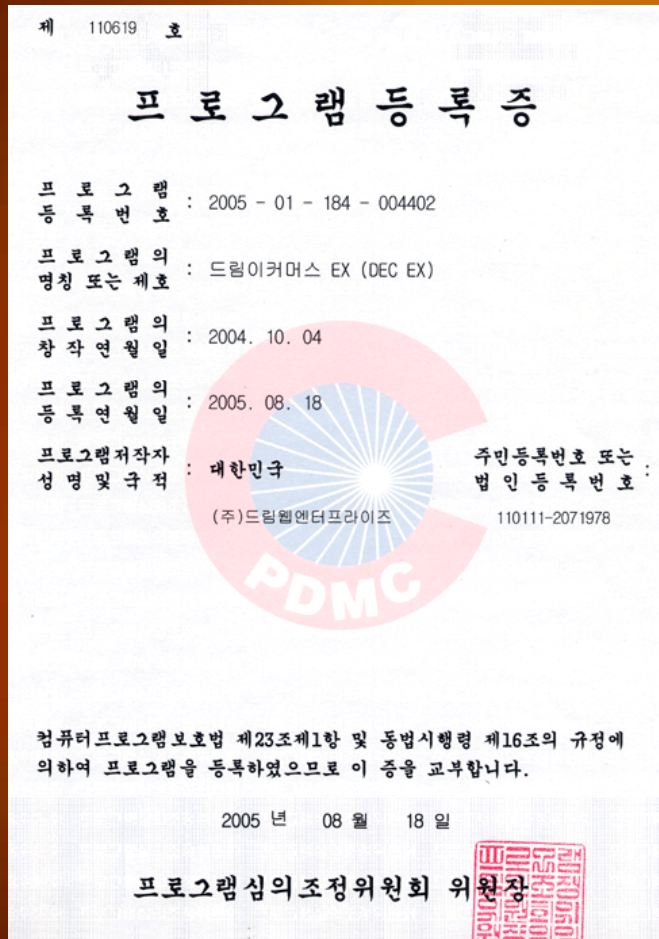 제 110619 호
프로그램등록증
프로그램
등록번호 : 2005 - 01 - 184 - 004402
프로그램의
명칭 또는 제호 : 드림이커머스 EX (DEC EX)
프로그램의
창작연월일 : 2004. 10. 04
프로그램의
등록연월일 : 2005. 08. 18
프로그램저작자
성명및국적 : 대한민국
주민등록번호 또는
법인등록번호 :
(주)드림웹엔터프라이즈 110111-2071978
PDMC
컴퓨터프로그램보호법 제23조제1항 및 동법시행령 제16조의 규정에
의하여 프로그램을 등록하였으므로 이 증을 교부합니다.
2005 년 08 월 18 일
프로그램심의조정위원회 위원장